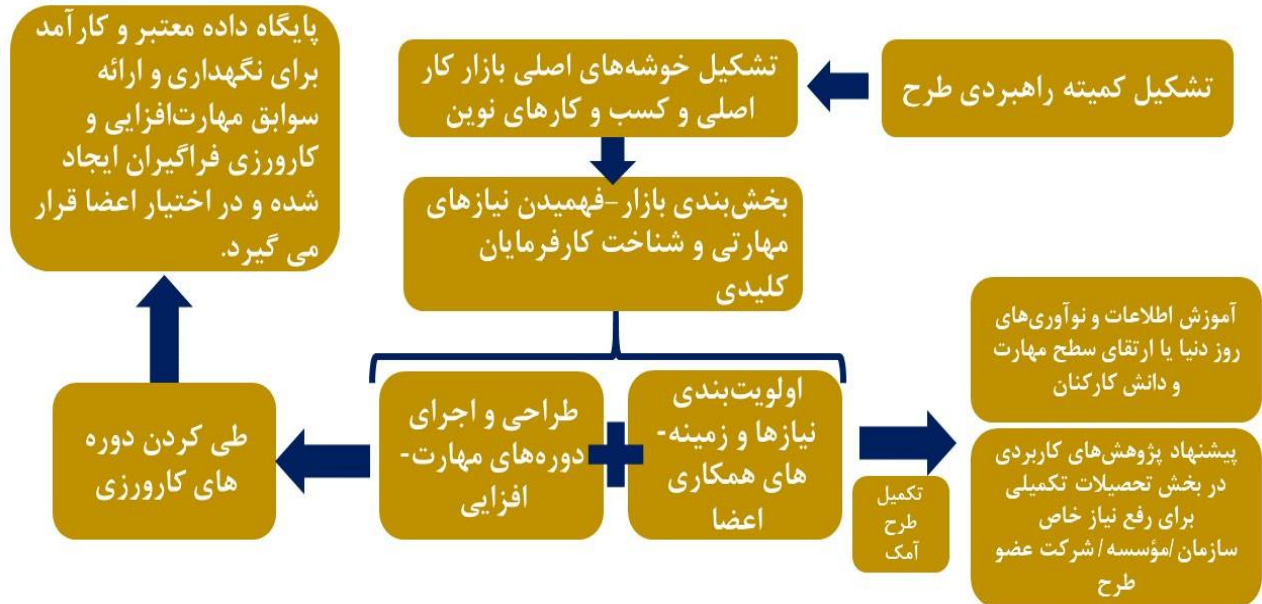 تشکیل کمیته راهبردی طرح
تشکیل خوشه‌های اصلی بازار کار
اصلی و کسب و کارهای نوین
بخش‌بندی بازار –فهمیدن نیازهای
مهارتی و شناخت کارفرمایان
کلیدی
اولویت‌بندی
نیازها و زمینه-
های همکاری
اعضا
طراحی و اجرای
دوره‌های مهارت-
افزایی
طی کردن دوره
های کارورزی
پایگاه داده معتبر و کارآمد
برای نگهداری و ارائه
سوابق مهارت‌افزایی و
کارورزی فراگیران ایجاد
شده و در اختیار اعضا قرار
می گیرد.
تکمیل
طرح
آمک
آموزش اطلاعات و نوآوری‌های
روز دنیا یا ارتقای سطح مهارت
و دانش کارکنان
پیشنهاد پژوهش‌های کاربردی
در بخش تحصیلات تکمیلی
برای رفع نیاز خاص
سازمان/مؤسسه/شرکت عضو
طرح